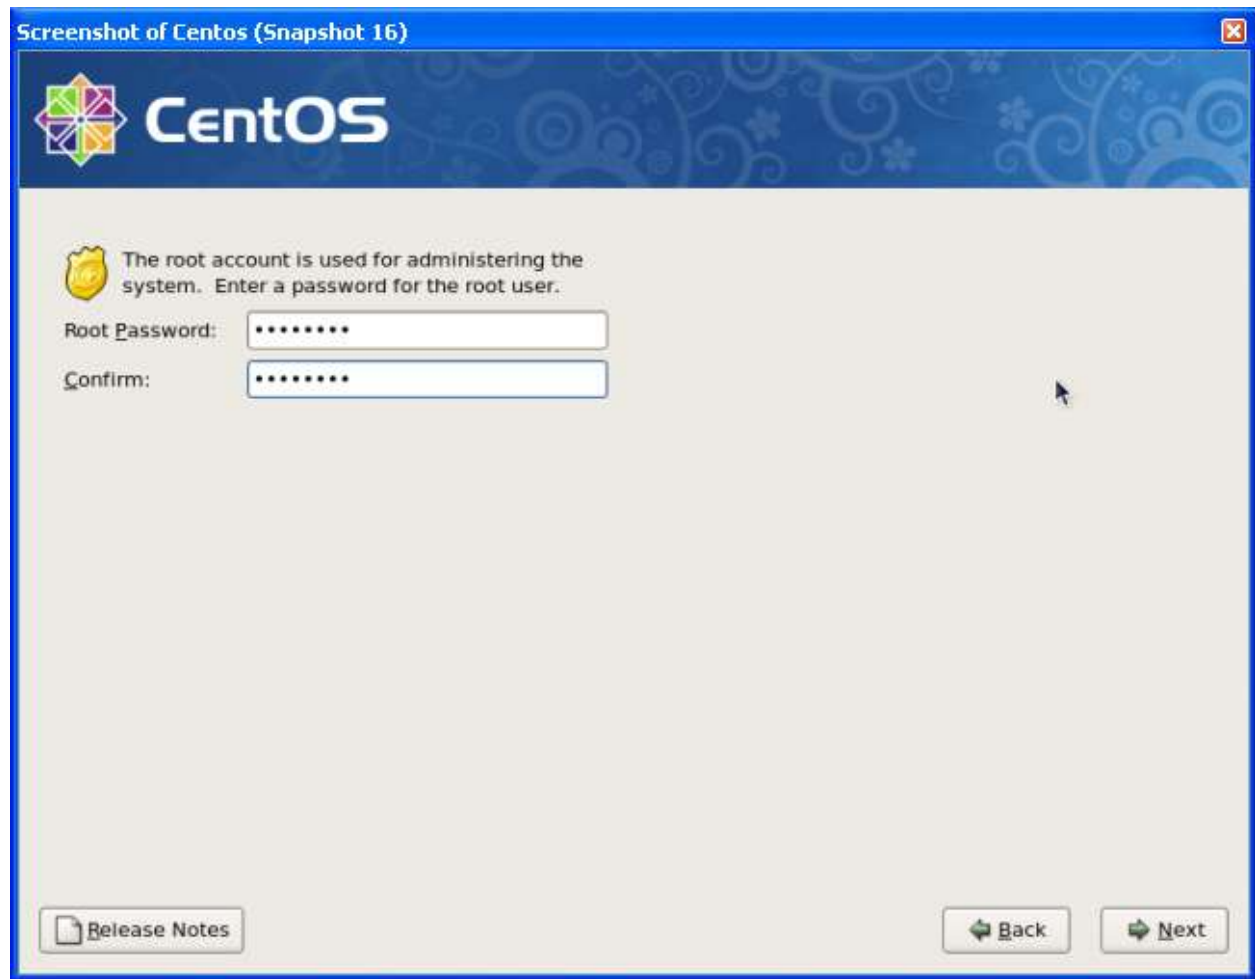 Screenshot of Centos (Snapshot 16)
CentOS
The root account is used for administering the
system.  Enter a password for the root user.
Root Password: ••••••••
Confirm: ••••••••
Release Notes
Back
Next